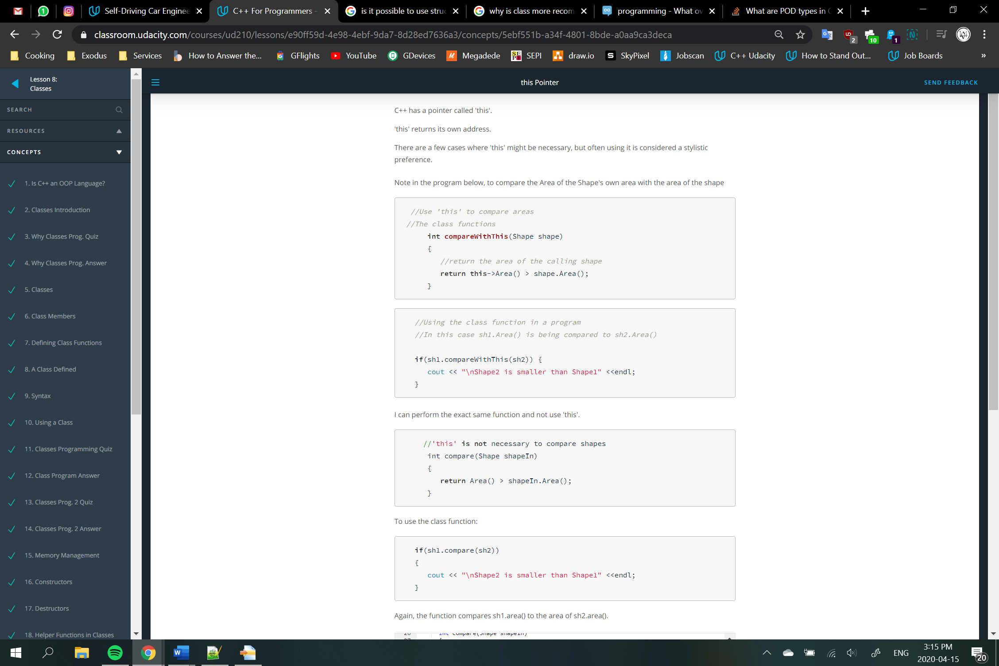 Self-Driving Car Enginee
C++ For Programmers -
is it possible to use struc
why is class more recom
programming - What ov
What are POD types in C
classroom.udacity.com/courses/ud210/lessons/e90ff59d-4e98-4ebf-9da7-8d28ed7636a3/concepts/5ebf551b-a34f-4801-8bde-a0aa9ca3deca
2
10
1
Cooking
Exodus
Services
How to Answer the...
GFlights
YouTube
GDevices
Megadede
SEPI
draw.io
SkyPixel
Jobscan
C++ Udacity
How to Stand Out...
Job Boards
»
Lesson 8:
Classes
SEARCH
RESOURCES
CONCEPTS
1. Is C++ an OOP Language?
2. Classes Introduction
3. Why Classes Prog. Quiz
4. Why Classes Prog. Answer
5. Classes
6. Class Members
7. Defining Class Functions
8. A Class Defined
9. Syntax
10. Using a Class
11. Classes Programming Quiz
12. Class Program Answer
13. Classes Prog. 2 Quiz
14. Classes Prog. 2 Answer
15. Memory Management
16. Constructors
17. Destructors
18. Helper Functions in Classes
this Pointer
SEND FEEDBACK
C++ has a pointer called 'this'.
'this' returns its own address.
There are a few cases where 'this' might be necessary, but often using it is considered a stylistic
preference.
Note in the program below, to compare the Area of the Shape's own area with the area of the shape
//Use 'this' to compare areas
//The class functions
int compareWithThis(Shape shape)
{
//return the area of the calling shape
return this->Area() > shape.Area();
}
//Using the class function in a program
//In this case sh1.Area() is being compared to sh2.Area()
if(sh1.compareWithThis(sh2)) {
cout << "\nShape2 is smaller than Shape1" <<endl;
}
I can perform the exact same function and not use 'this'.
//'this' is not necessary to compare shapes
int compare(Shape shapeIn)
{
return Area() > shapeIn.Area();
}
To use the class function:
if(sh1.compare(sh2))
{
cout << "\nShape2 is smaller than Shape1" <<endl;
}
Again, the function compares sh1.area() to the area of sh2.area().
int compare(Shape shapeIn)
ENG
3:15 PM
2020-04-15
20